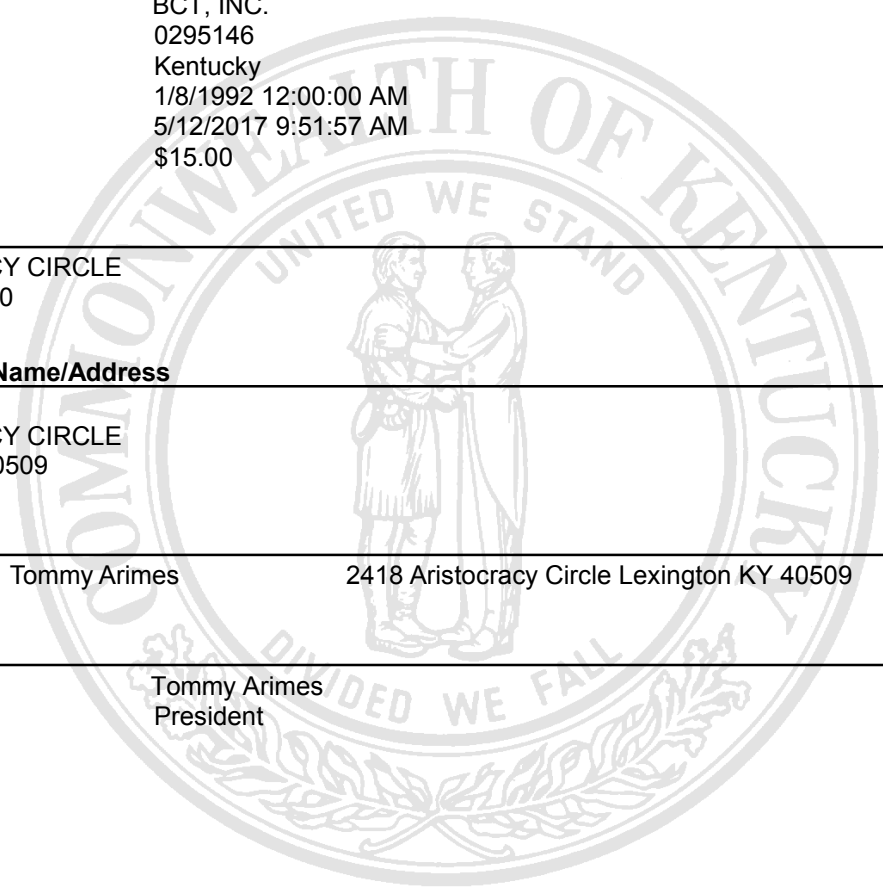 BCT, INC.
0295146
Kentucky
1/8/1992 12:00:00 AM
5/12/2017 9:51:57 AM
$15.00
CY CIRCLE
0
Name/Address
CY CIRCLE
0509
Tommy Arimes 2418 Aristocracy Circle Lexington KY 40509
Tommy Arimes
President
COMMONWEALTH OF KENTUCKY
UNITED WE STAND
DIVIDED WE FALL